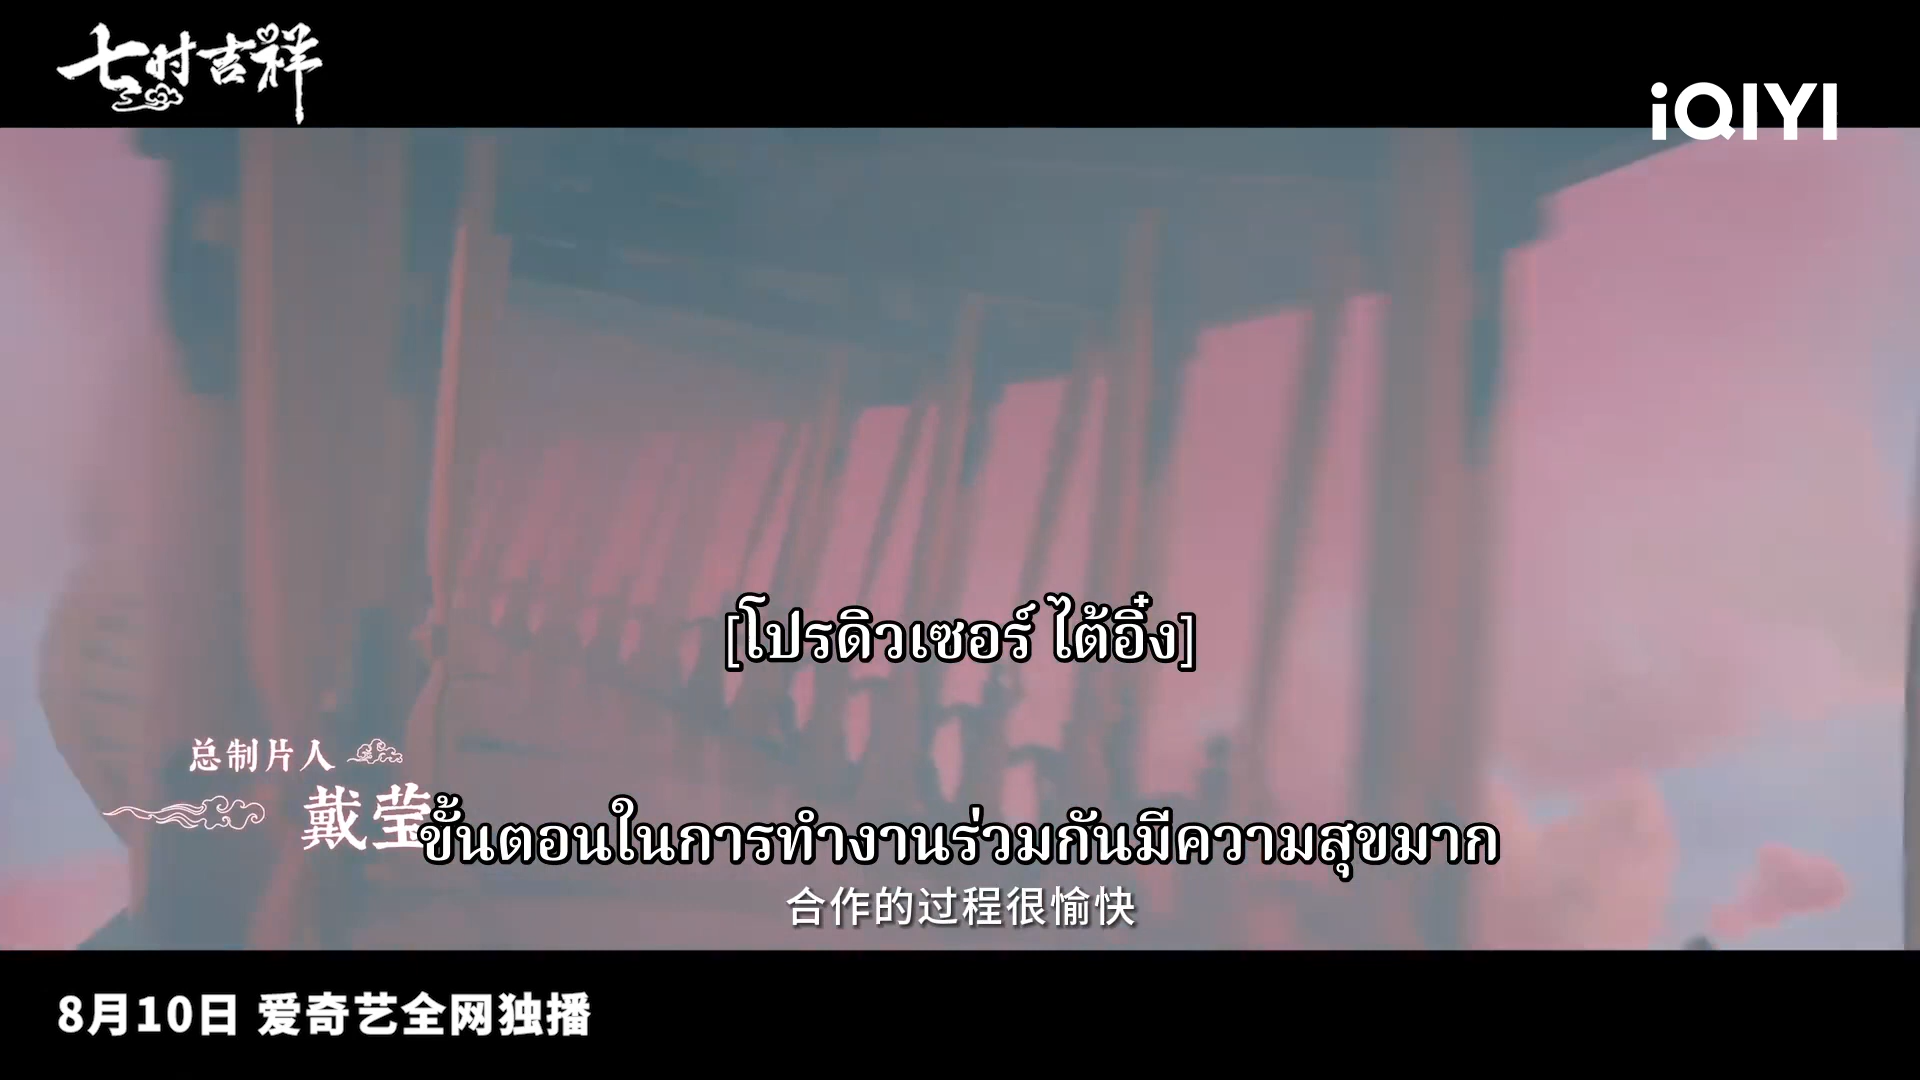 七时吉祥
iQIYI
[โปรดิวเซอร์ ไต้อิ๋ง]
总制片人
戴莹
ขั้นตอนในการทำงานร่วมกันมีความสุขมาก
合作的过程很愉快
8月10日 爱奇艺全网独播